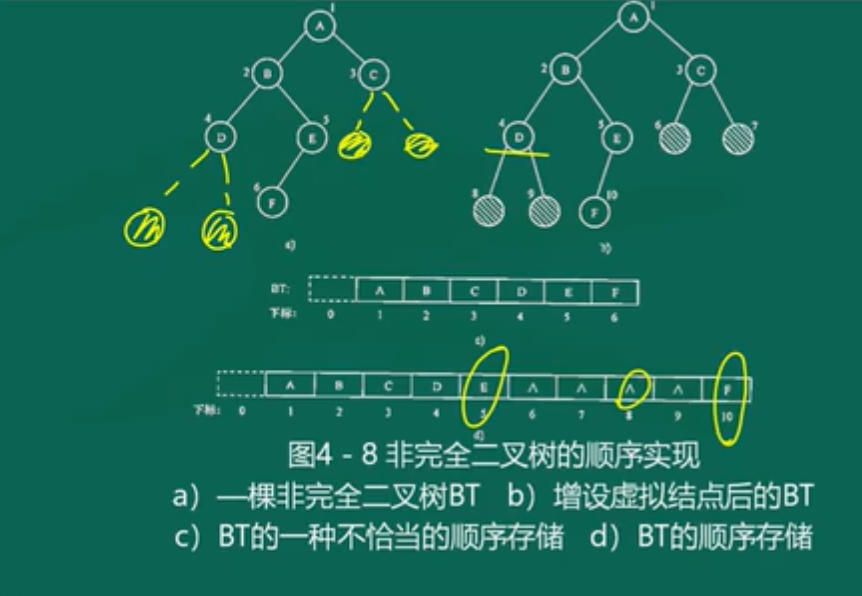 1 1
A A
2 B 3 C 2 B 3 C
4 D 5 E 4 D 5 E 6 7
6 F 8 9 10 F
a) b)
BT: A B C D E F
下标: 0 1 2 3 4 5 6
c)
A B C D E Λ Λ Λ Λ F
下标: 0 1 2 3 4 5 6 7 8 9 10
d)
图4-8 非完全二叉树的顺序实现
a)一棵非完全二叉树BT b)增设虚拟结点后的BT
c)BT的一种不恰当的顺序存储 d)BT的顺序存储